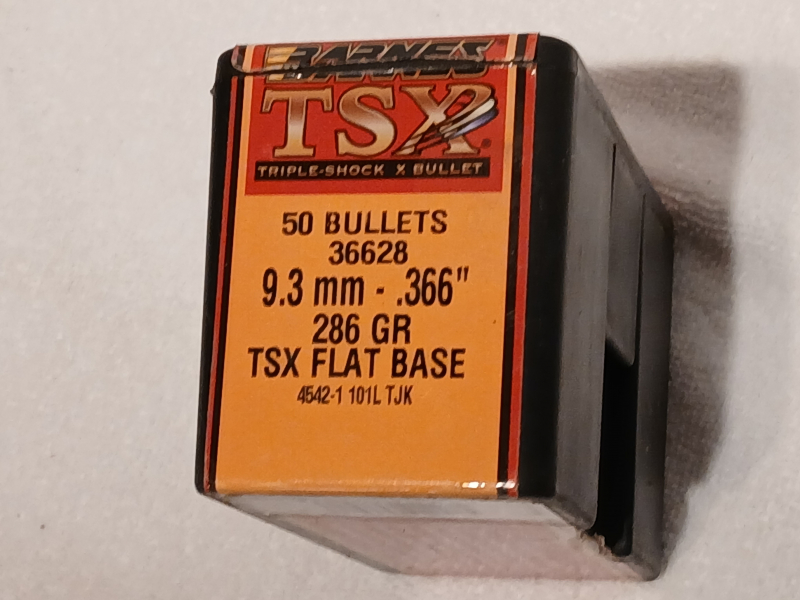 BARNES
TSX®
TRIPLE-SHOCK X BULLET
50 BULLETS
36628
9.3 mm - .366"
286 GR
TSX FLAT BASE
4542-1 101L TJK